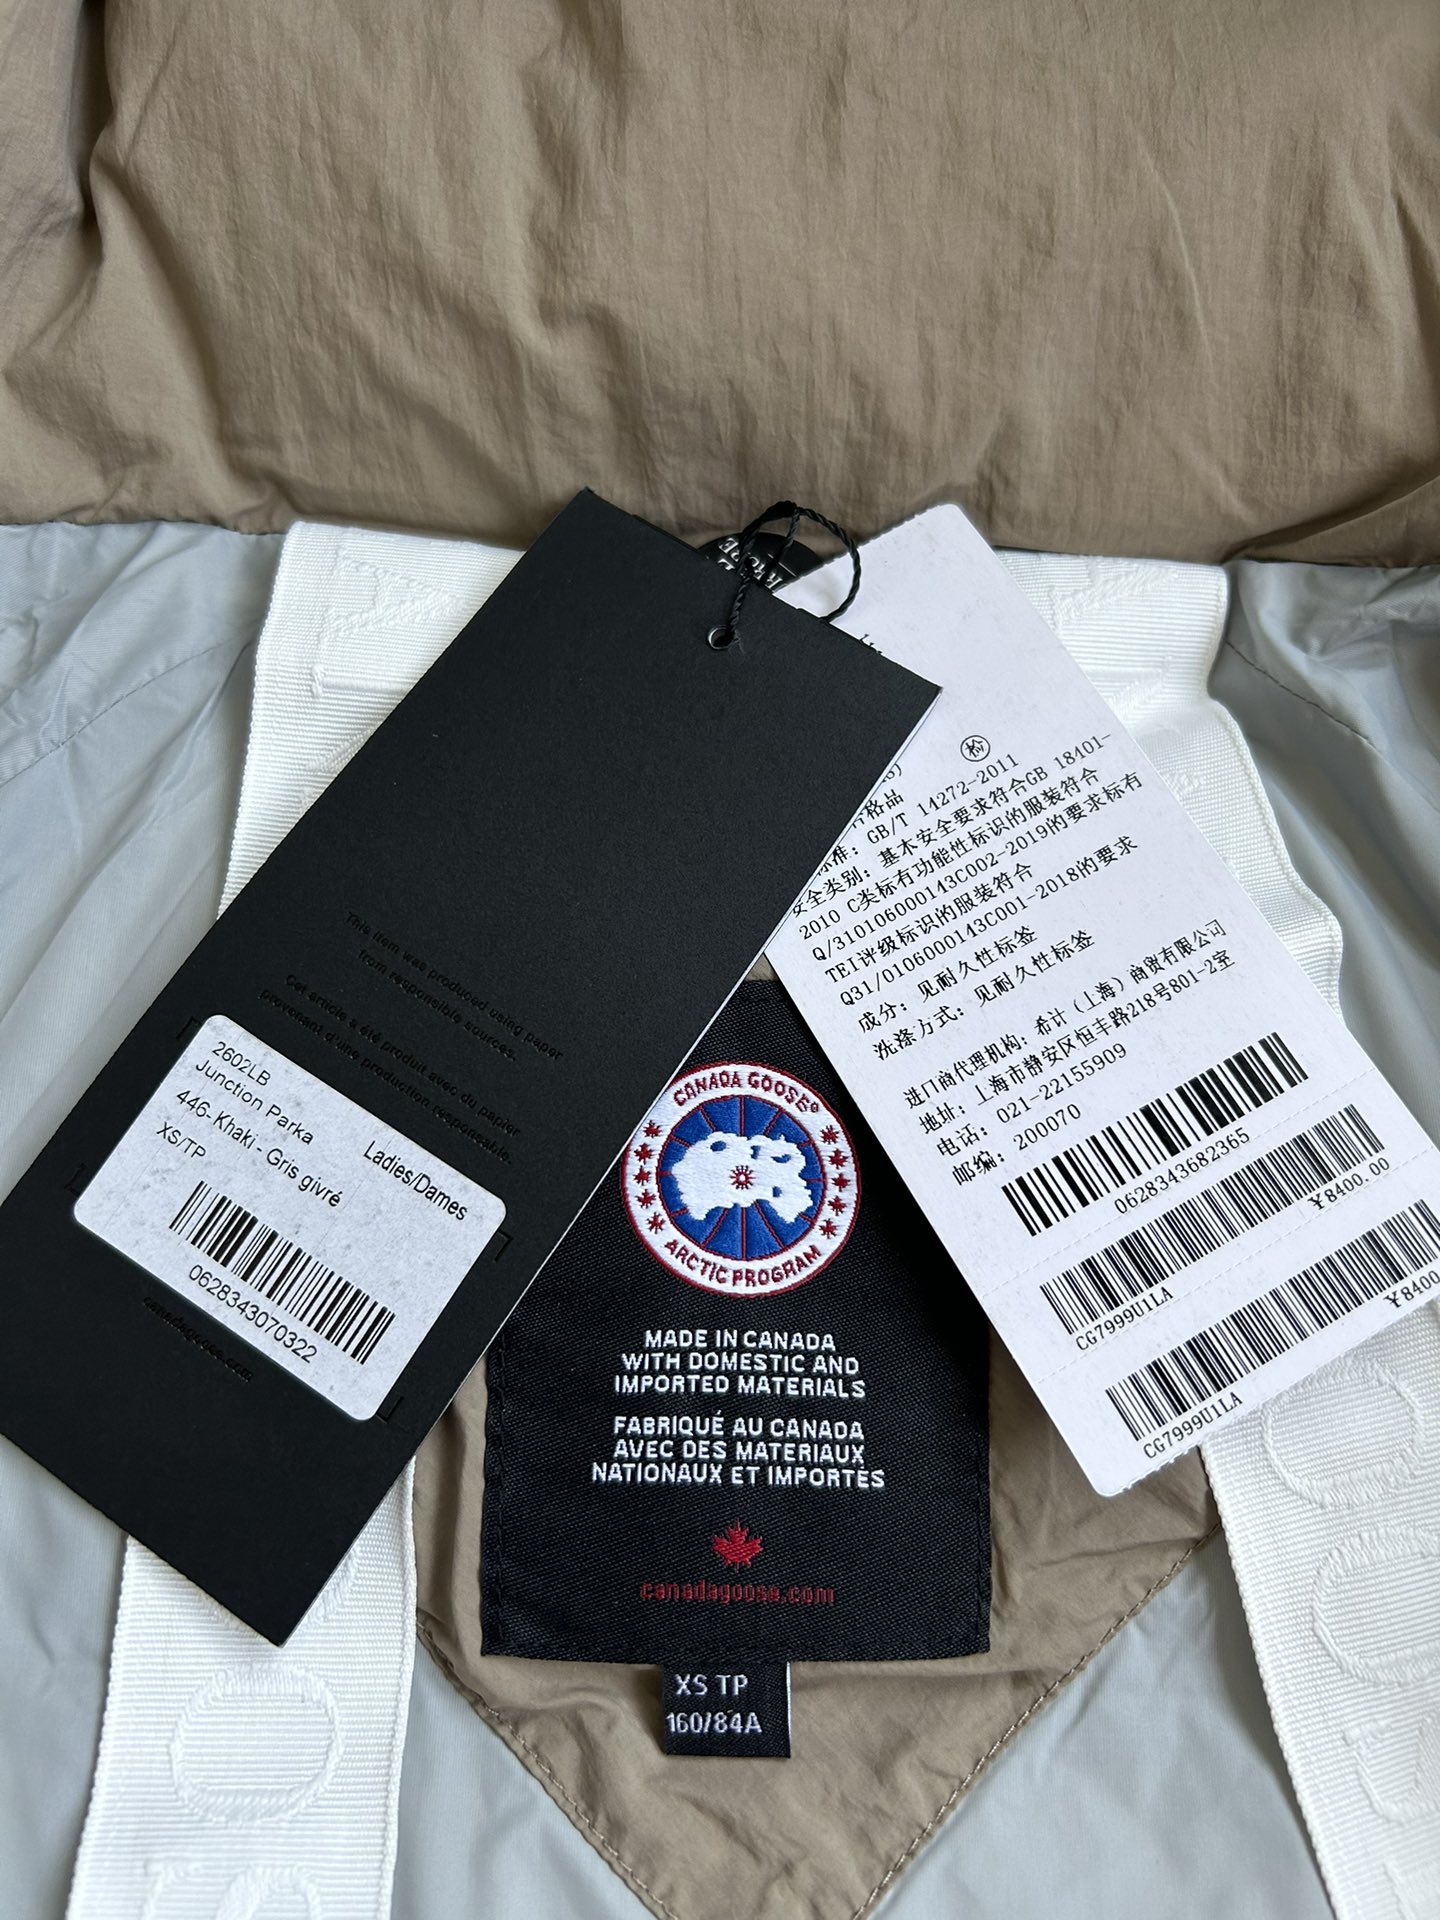 This item was produced using paper
from responsible sources.
Cet article a été produit avec du papier
provenant d'une production responsable.
2602LB
Junction Parka
Ladies/Dames
446-Khaki - Gris givré
XS/TP
0628343070322
canadagoose.com
检
格品
GB/T 14272-2011
安全类别: 基本安全要求符合GB 18401-
2010 C类标有功能性标识的服装符合
Q/3101060001143C002-2019的要求标有
TEI评级标识的服装符合
Q31/0106000143C001-2018的要求
成分: 见耐久性标签
洗涤方式: 见耐久性标签
进口商代理机构: 希计（上海）商贸有限公司
地址: 上海市静安区恒丰路218号801-2室
电话: 021-22155909
邮编: 200070
0628343682365
¥8400.00
CG7999U1LA
¥8400
CG7999U1LA
CANADA GOOSE®
ARCTIC PROGRAM
MADE IN CANADA
WITH DOMESTIC AND
IMPORTED MATERIALS
FABRIQUÉ AU CANADA
AVEC DES MATERIAUX
NATIONAUX ET IMPORTÉS
canadagoose.com
XS TP
160/84A